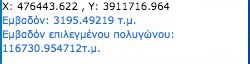 X: 476443.622 , Y: 3911716.964
Εμβαδόν: 3195.49219 τ.μ.
Εμβαδόν επιλεγμένου πολυγώνου:
116730.954712τ.μ.